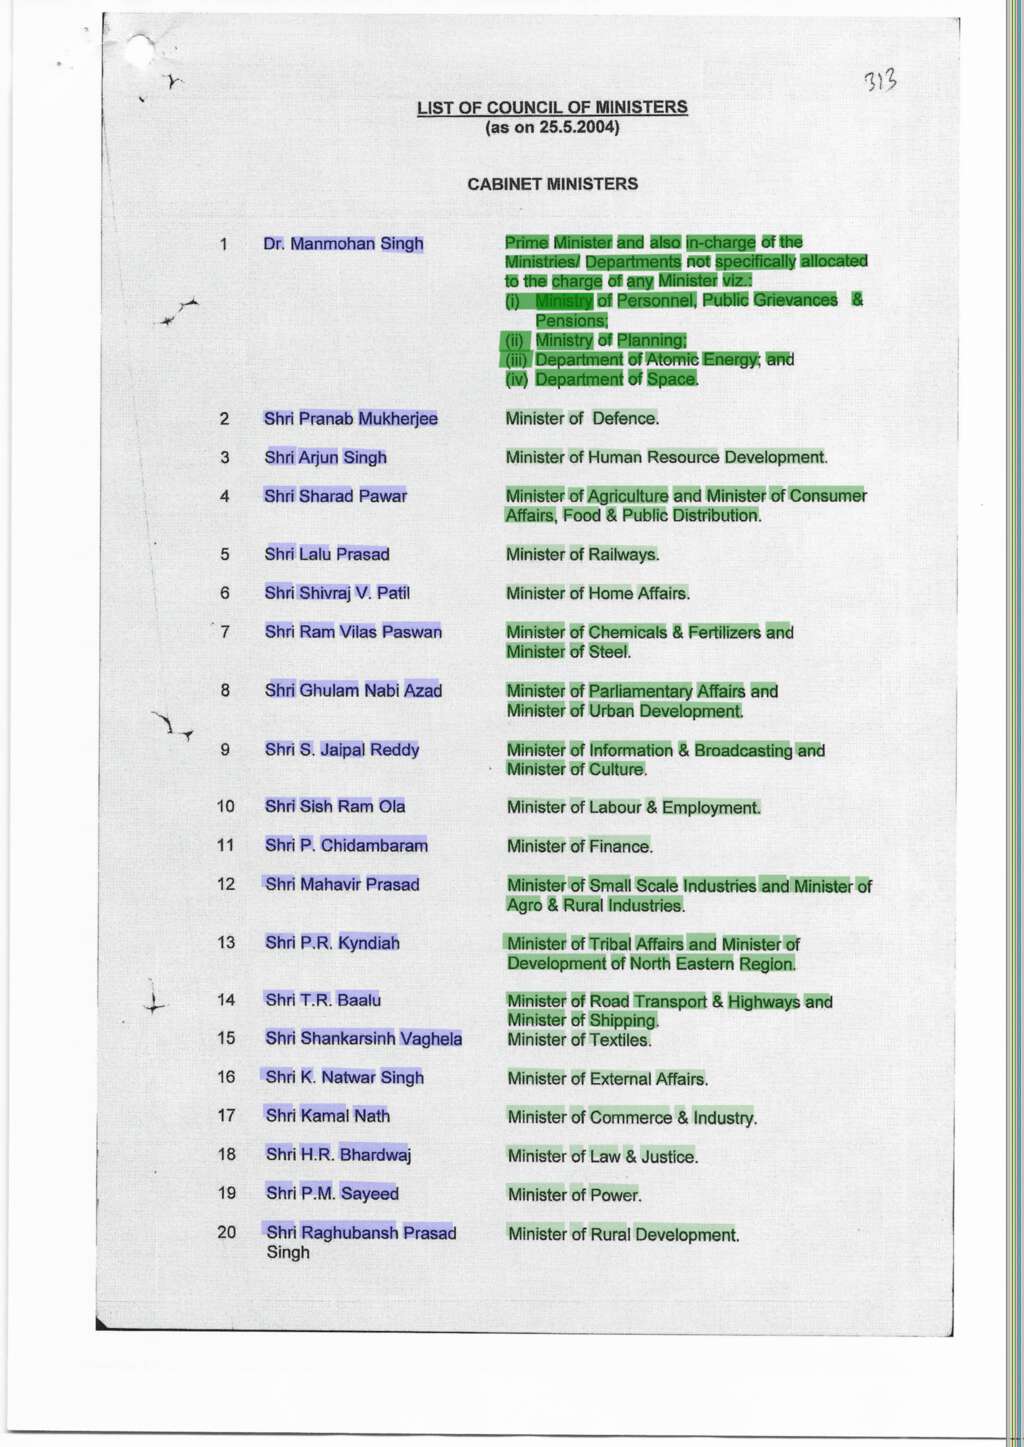 313
LIST OF COUNCIL OF MINISTERS
(as on 25.5.2004)
CABINET MINISTERS
1 Dr. Manmohan Singh Prime Minister and also in-charge of the
Ministries/ Departments not specifically allocated
to the charge of any Minister viz.:
(i) Ministry of Personnel, Public Grievances &
Pensions;
(ii) Ministry of Planning;
(iii) Department of Atomic Energy; and
(iv) Department of Space.
2 Shri Pranab Mukherjee Minister of Defence.
3 Shri Arjun Singh Minister of Human Resource Development.
4 Shri Sharad Pawar Minister of Agriculture and Minister of Consumer
Affairs, Food & Public Distribution.
5 Shri Lalu Prasad Minister of Railways.
6 Shri Shivraj V. Patil Minister of Home Affairs.
7 Shri Ram Vilas Paswan Minister of Chemicals & Fertilizers and
Minister of Steel.
8 Shri Ghulam Nabi Azad Minister of Parliamentary Affairs and
Minister of Urban Development.
9 Shri S. Jaipal Reddy Minister of Information & Broadcasting and
Minister of Culture.
10 Shri Sish Ram Ola Minister of Labour & Employment.
11 Shri P. Chidambaram Minister of Finance.
12 Shri Mahavir Prasad Minister of Small Scale Industries and Minister of
Agro & Rural Industries.
13 Shri P.R. Kyndiah Minister of Tribal Affairs and Minister of
Development of North Eastern Region.
14 Shri T.R. Baalu Minister of Road Transport & Highways and
Minister of Shipping.
15 Shri Shankarsinh Vaghela Minister of Textiles.
16 Shri K. Natwar Singh Minister of External Affairs.
17 Shri Kamal Nath Minister of Commerce & Industry.
18 Shri H.R. Bhardwaj Minister of Law & Justice.
19 Shri P.M. Sayeed Minister of Power.
20 Shri Raghubansh Prasad Minister of Rural Development.
Singh